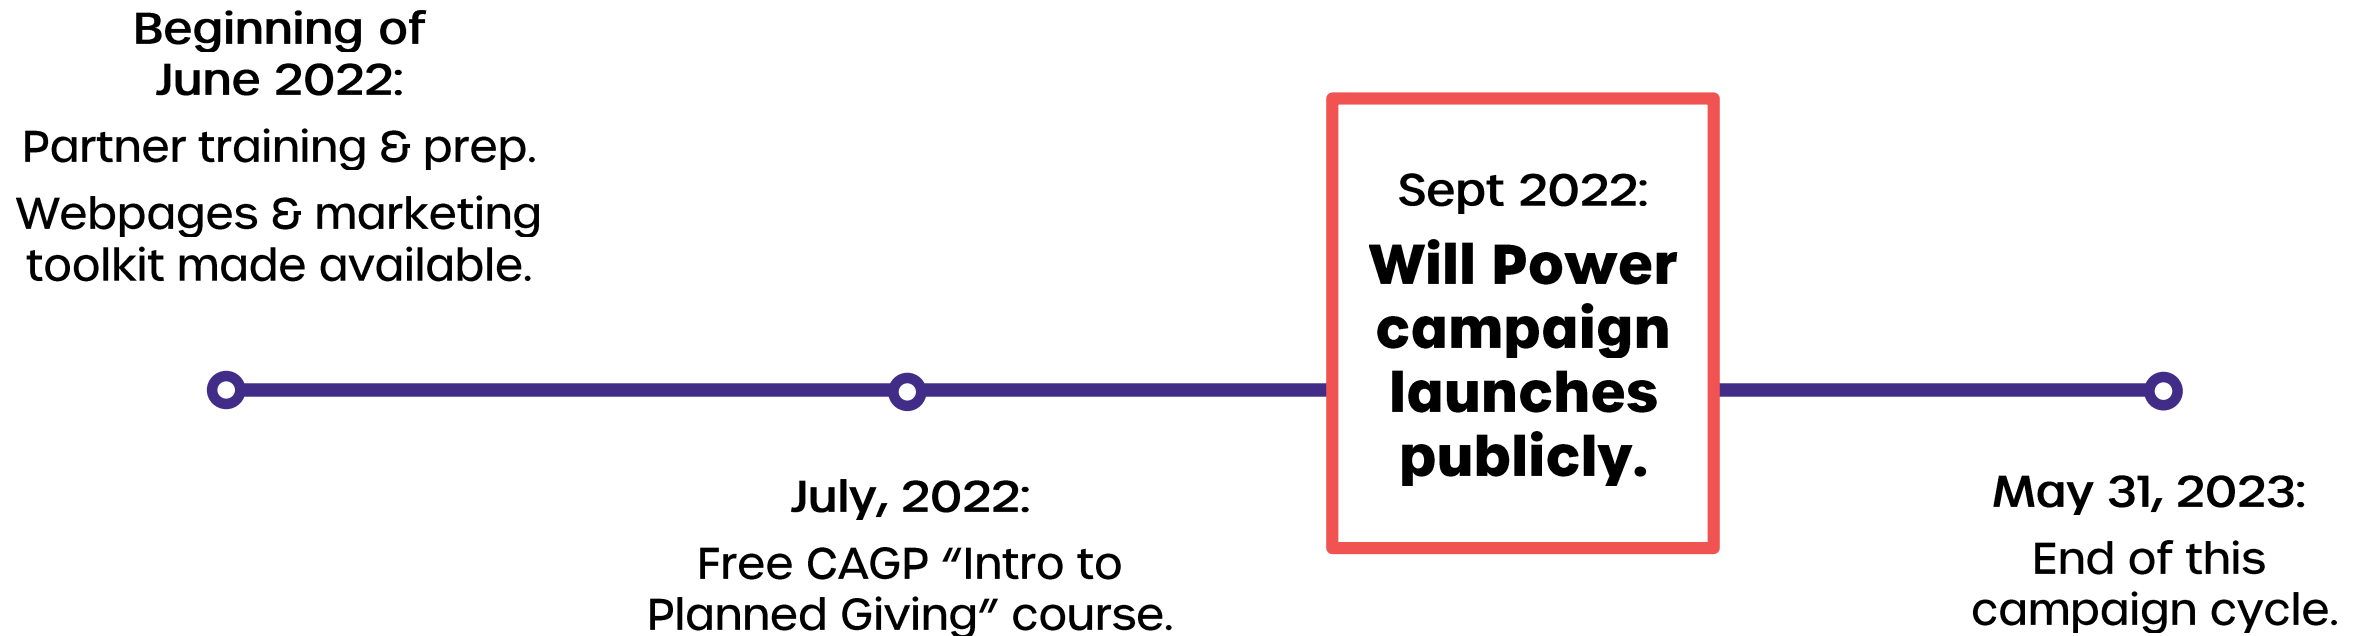 Beginning of
June 2022:
Partner training & prep.
Webpages & marketing
toolkit made available.
July, 2022:
Free CAGP “Intro to
Planned Giving” course.
Sept 2022:
Will Power
campaign
launches
publicly.
May 31, 2023:
End of this
campaign cycle.